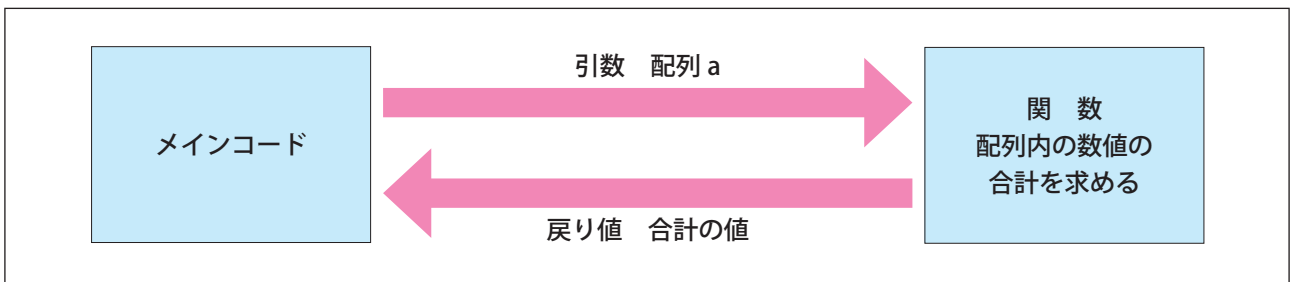 メインコード
引数　配列 a
戻り値　合計の値
関　数
配列内の数値の
合計を求める